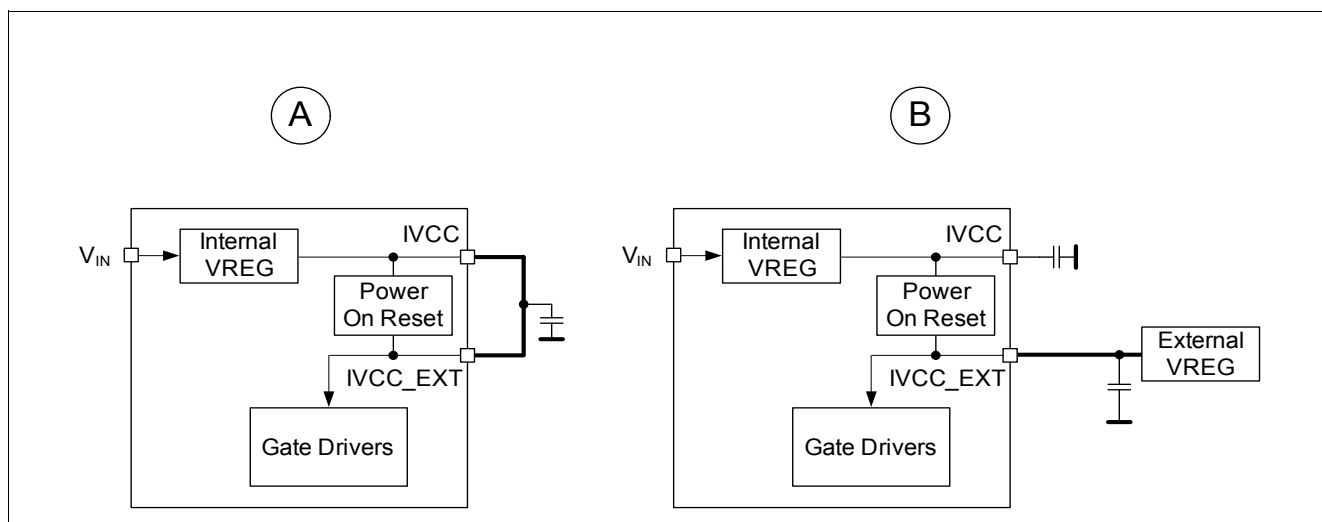 A
B
IVCC
V_IN
Internal
VREG
Power
On Reset
IVCC_EXT
Gate Drivers
IVCC
V_IN
Internal
VREG
Power
On Reset
External
VREG
IVCC_EXT
Gate Drivers